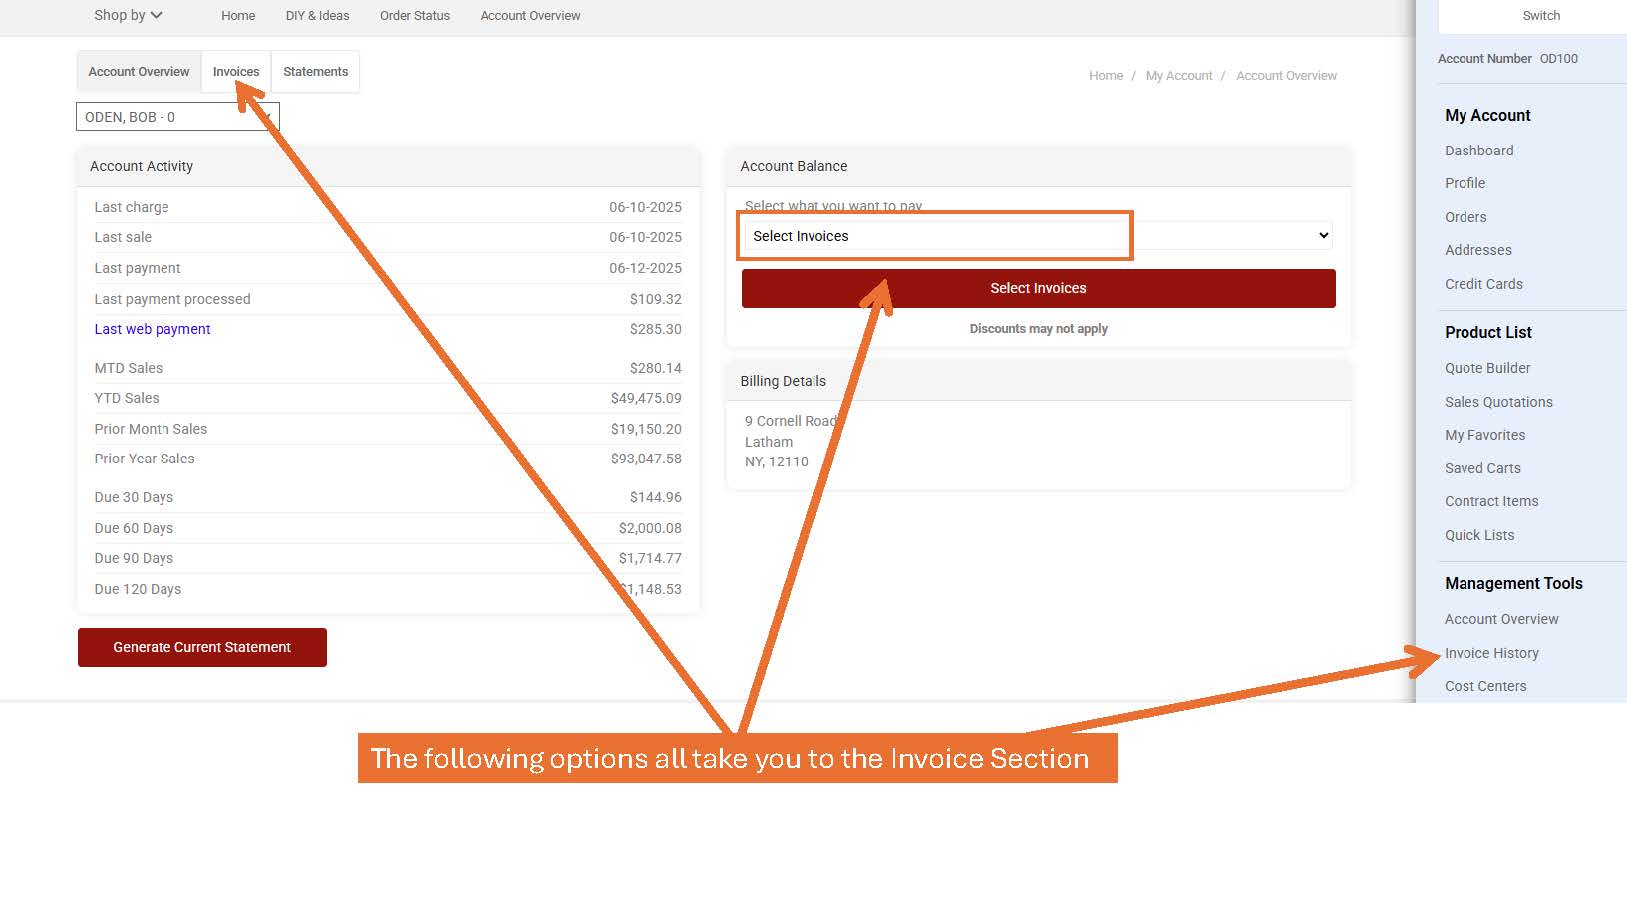 Shop by
Home
DIY & Ideas
Order Status
Account Overview
Switch
Account Number OD100
Account Overview
Invoices
Statements
Home / My Account / Account Overview
ODEN, BOB - 0
Account Activity
Last charge 06-10-2025
Last sale 06-10-2025
Last payment 06-12-2025
Last payment processed $109.32
Last web payment $285.30
MTD Sales $280.14
YTD Sales $49,475.09
Prior Month Sales $19,150.20
Prior Year Sales $93,047.58
Due 30 Days $144.96
Due 60 Days $2,000.08
Due 90 Days $1,714.77
Due 120 Days $1,148.53
Generate Current Statement
Account Balance
Select what you want to pay
Select Invoices
Select Invoices
Discounts may not apply
Billing Details
9 Cornell Road
Latham
NY, 12110
My Account
Dashboard
Profile
Orders
Addresses
Credit Cards
Product List
Quote Builder
Sales Quotations
My Favorites
Saved Carts
Contract Items
Quick Lists
Management Tools
Account Overview
Invoice History
Cost Centers
The following options all take you to the Invoice Section